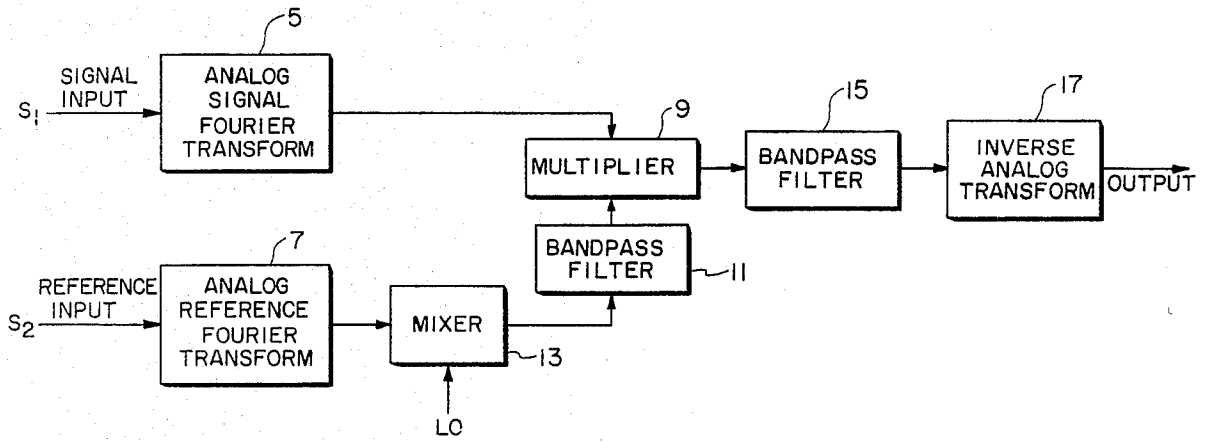 5
SIGNAL
INPUT
S1
ANALOG
SIGNAL
FOURIER
TRANSFORM
9
MULTIPLIER
15
BANDPASS
FILTER
17
INVERSE
ANALOG
TRANSFORM
OUTPUT
BANDPASS
FILTER
11
7
REFERENCE
INPUT
S2
ANALOG
REFERENCE
FOURIER
TRANSFORM
MIXER
13
LO